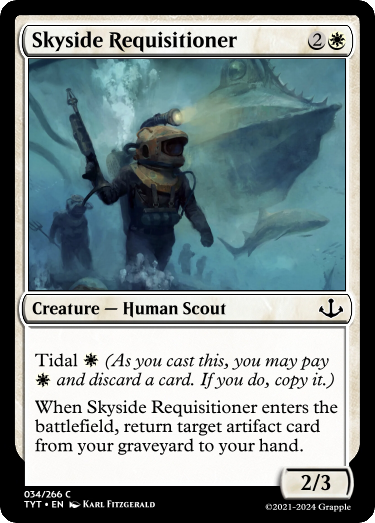 Skyside Requisitioner 2
Creature — Human Scout
Tidal (As you cast this, you may pay
and discard a card. If you do, copy it.)
When Skyside Requisitioner enters the
battlefield, return target artifact card
from your graveyard to your hand.
2/3
034/266 C
TYT • EN Karl Fitzgerald
©2021-2024 Grapple